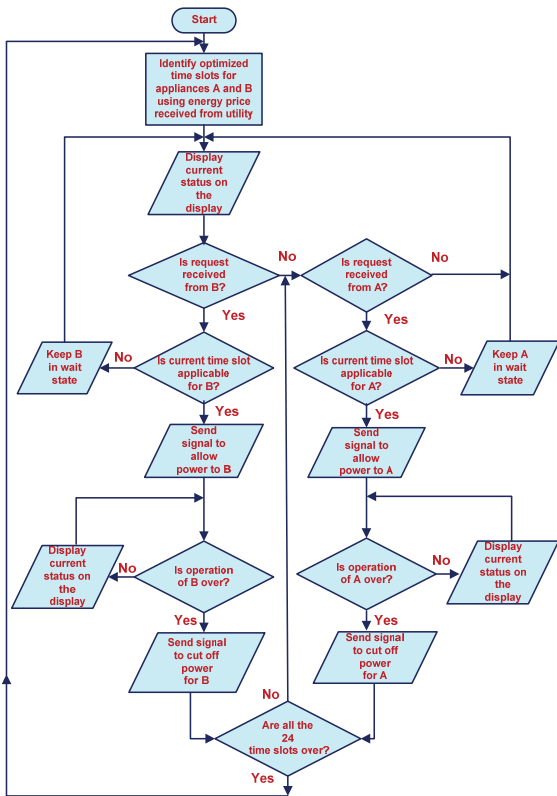 Start
Identify optimized
time slots for
appliances A and B
using energy price
received from utility
Display
current
status on
the
display
Is request
received
from B?
No
Is request
received
from A?
No
Yes
Yes
Keep B
in wait
state
No
Is current time slot
applicable
for B?
Is current time slot
applicable
for A?
No
Keep A
in wait
state
Yes
Yes
Send
signal to
allow
power to B
Send
signal to
allow
power to A
Display
current
status on
the
display
No
Is operation
of B over?
Is operation
of A over?
No
Display
current
status on
the
display
Yes
Yes
Send signal
to cut off
power
for B
Send signal
to cut off
power
for A
No
Are all the
24
time slots over?
Yes